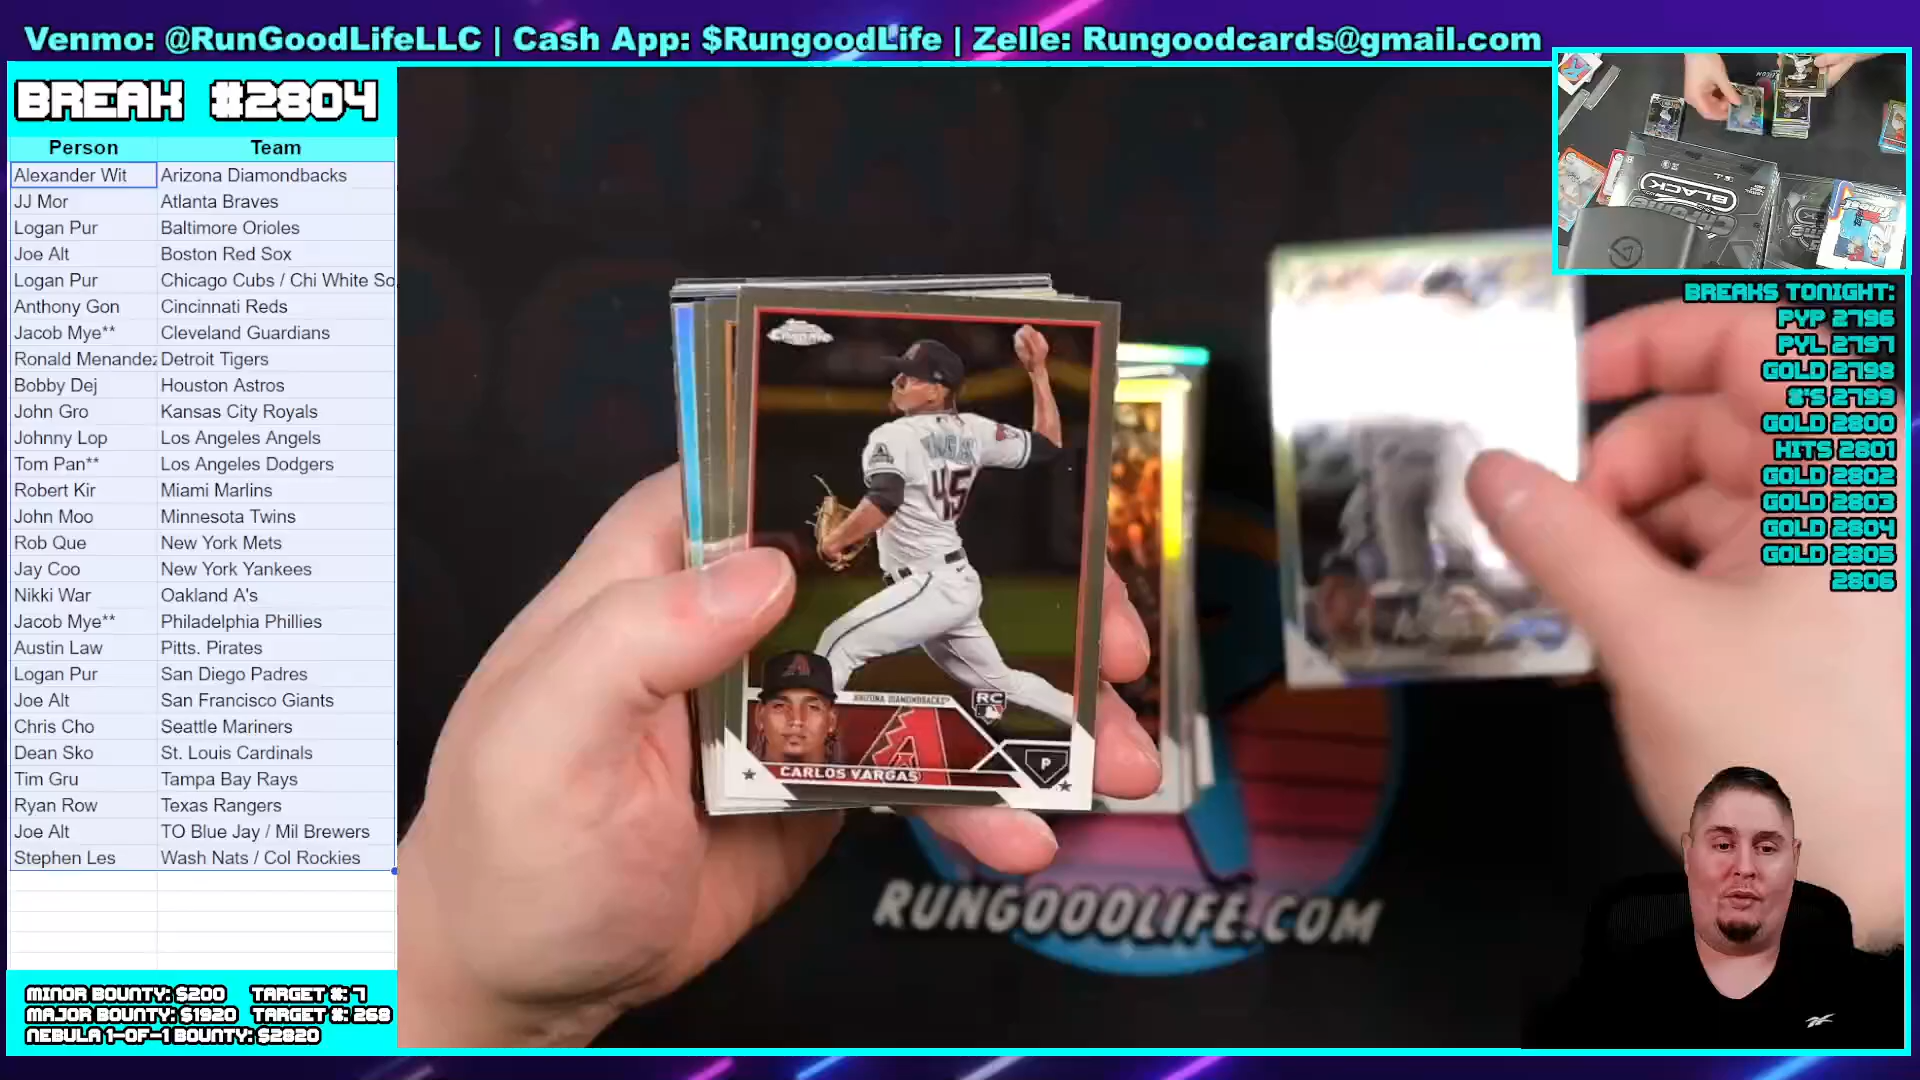 Venmo: @RunGoodLifeLLC | Cash App: $RungoodLife | Zelle: Rungoodcards@gmail.com
BREAK #2804
Person Team
Alexander Wit Arizona Diamondbacks
JJ Mor Atlanta Braves
Logan Pur Baltimore Orioles
Joe Alt Boston Red Sox
Logan Pur Chicago Cubs / Chi White So
Anthony Gon Cincinnati Reds
Jacob Mye** Cleveland Guardians
Ronald Menandez Detroit Tigers
Bobby Dej Houston Astros
John Gro Kansas City Royals
Johnny Lop Los Angeles Angels
Tom Pan** Los Angeles Dodgers
Robert Kir Miami Marlins
John Moo Minnesota Twins
Rob Que New York Mets
Jay Coo New York Yankees
Nikki War Oakland A's
Jacob Mye** Philadelphia Phillies
Austin Law Pitts. Pirates
Logan Pur San Diego Padres
Joe Alt San Francisco Giants
Chris Cho Seattle Mariners
Dean Sko St. Louis Cardinals
Tim Gru Tampa Bay Rays
Ryan Row Texas Rangers
Joe Alt TO Blue Jay / Mil Brewers
Stephen Les Wash Nats / Col Rockies
MINOR BOUNTY: $200 TARGET #: 7
MAJOR BOUNTY: $1920 TARGET #: 268
NEBULA 1-OF-1 BOUNTY: $2820
VARGAS
45
ARIZONA DIAMONDBACKS
RC
A
P
CARLOS VARGAS
RUNGOODLIFE.COM
BLACK
BREAKS TONIGHT:
PYP 2796
PYL 2797
GOLD 2798
#'S 2799
GOLD 2800
HITS 2801
GOLD 2802
GOLD 2803
GOLD 2804
GOLD 2805
2806